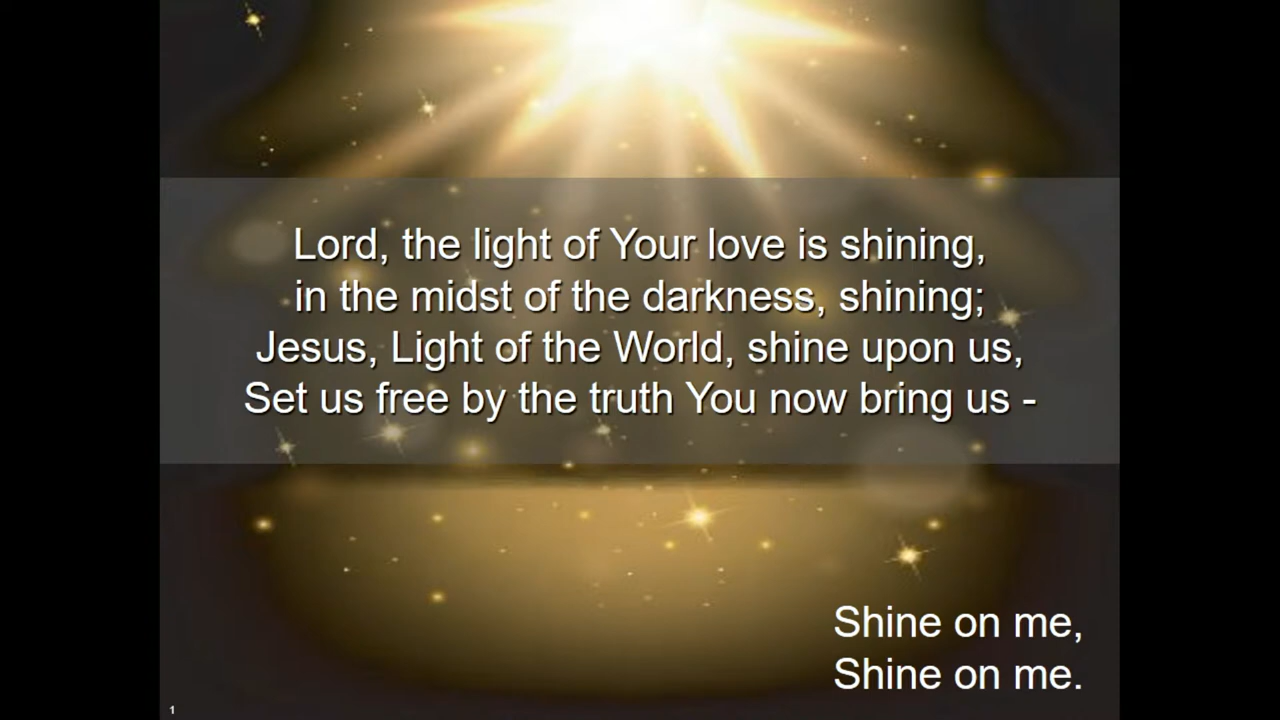 Lord, the light of Your love is shining,
in the midst of the darkness, shining;
Jesus, Light of the World, shine upon us,
Set us free by the truth You now bring us -
Shine on me,
Shine on me.
1